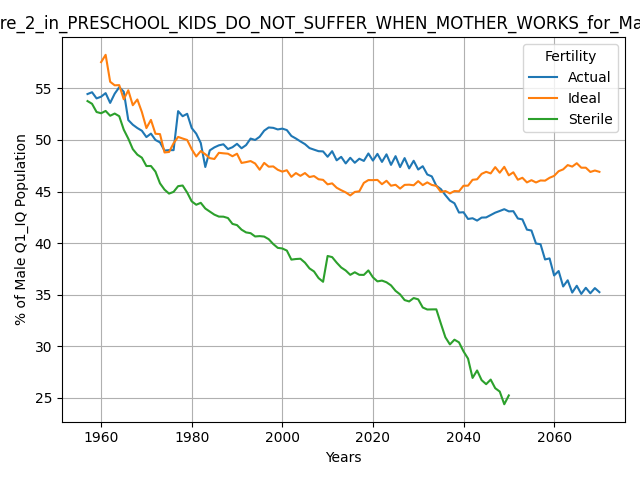 re_2_in_PRESCHOOL_KIDS_DO_NOT_SUFFER_WHEN_MOTHER_WORKS_for_Ma
Fertility
Actual
Ideal
Sterile
% of Male Q1_IQ Population
55
50
45
40
35
30
25
1960 1980 2000 2020 2040 2060
Years